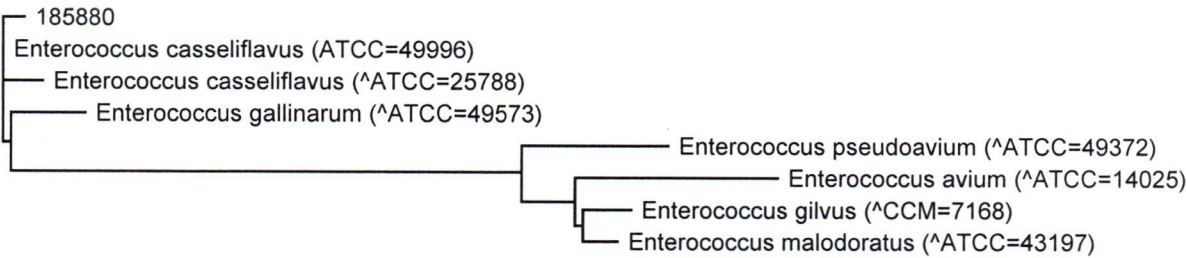 185880
Enterococcus casseliflavus (ATCC=49996)
Enterococcus casseliflavus (^ATCC=25788)
Enterococcus gallinarum (^ATCC=49573)
Enterococcus pseudoavium (^ATCC=49372)
Enterococcus avium (^ATCC=14025)
Enterococcus gilvus (^CCM=7168)
Enterococcus malodoratus (^ATCC=43197)